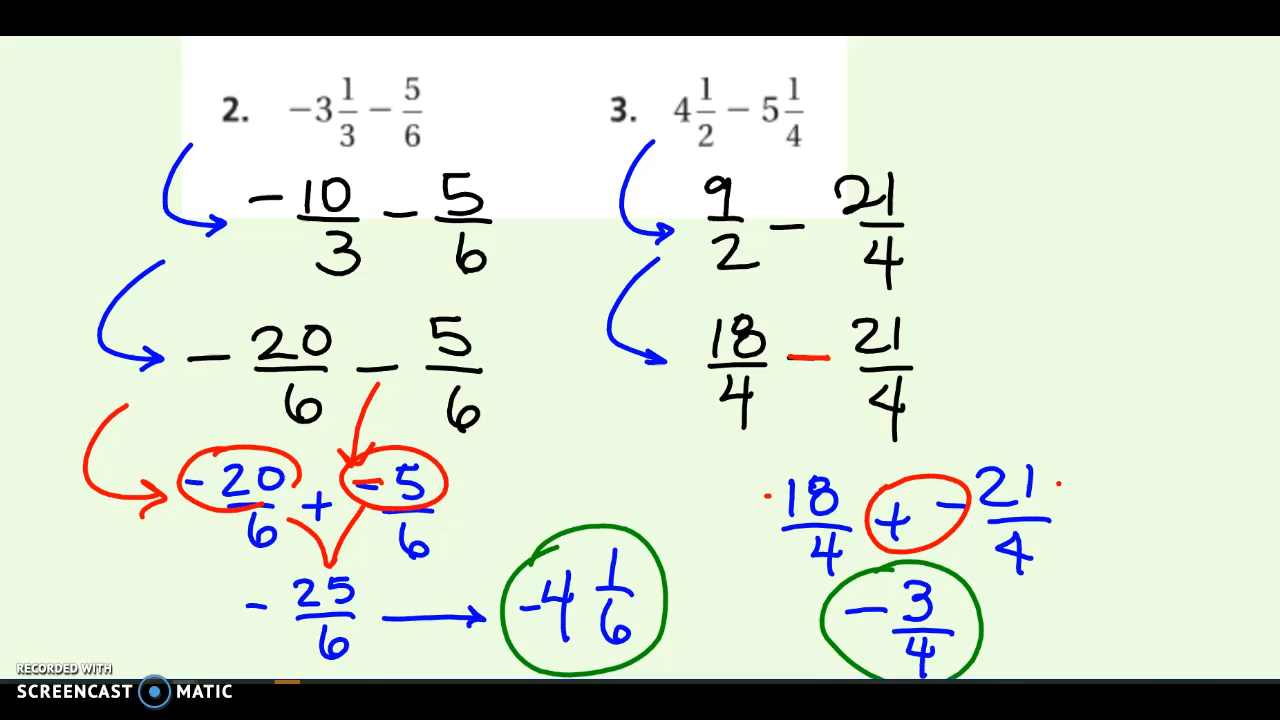 2. −3 1/3 − 5/6
- 10/3 - 5/6
- 20/6 - 5/6
-20/6 + -5/6
- 25/6 → -4 1/6
3. 4 1/2 − 5 1/4
9/2 - 21/4
18/4 - 21/4
18/4 + -21/4
- 3/4
RECORDED WITH
SCREENCAST MATIC